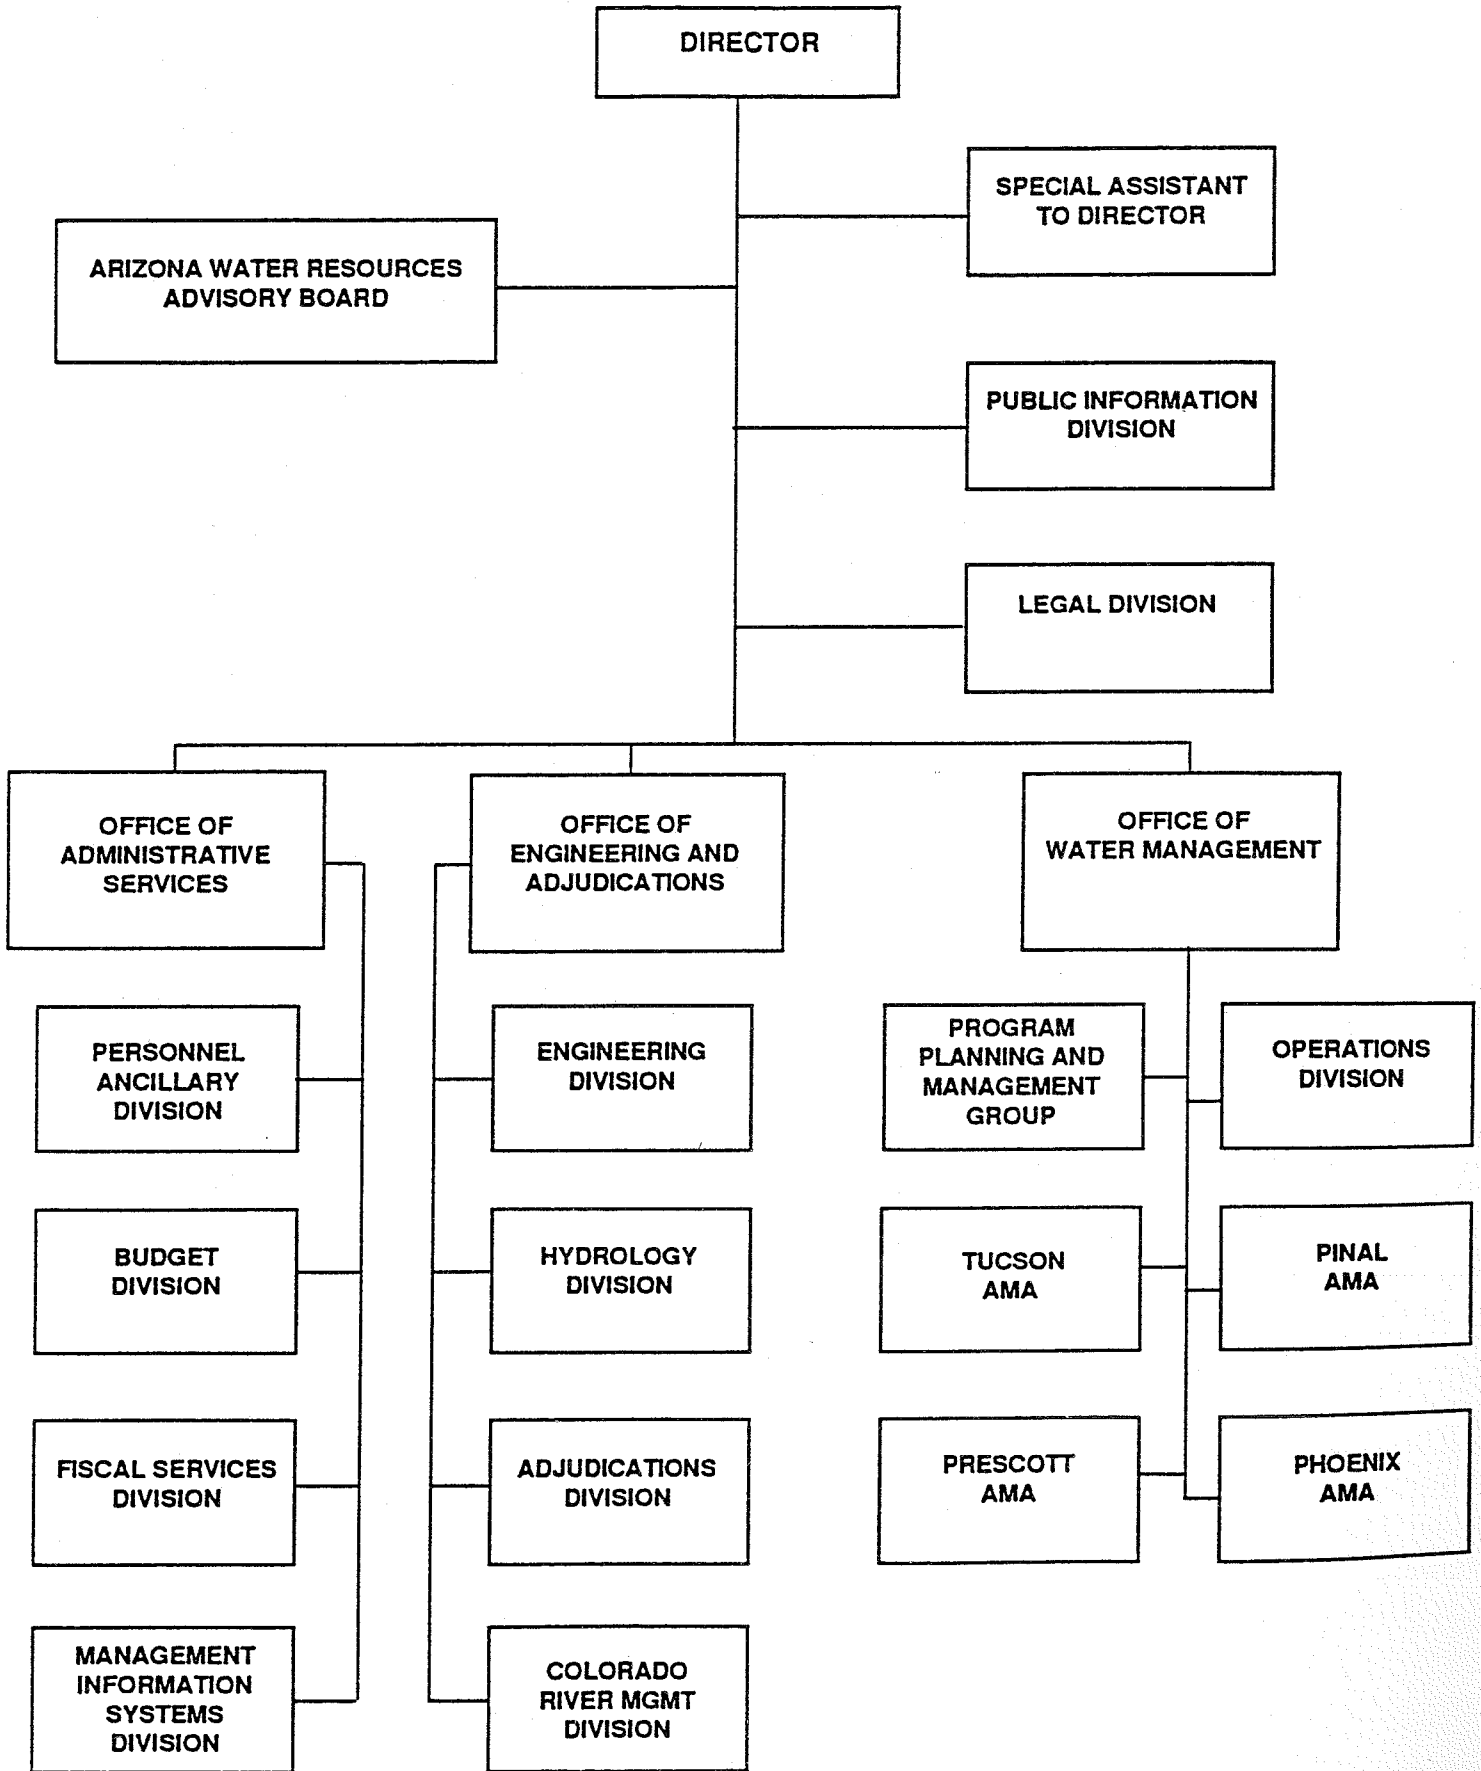 DIRECTOR
SPECIAL ASSISTANT
TO DIRECTOR
ARIZONA WATER RESOURCES
ADVISORY BOARD
PUBLIC INFORMATION
DIVISION
LEGAL DIVISION
OFFICE OF
ADMINISTRATIVE
SERVICES
OFFICE OF
ENGINEERING AND
ADJUDICATIONS
OFFICE OF
WATER MANAGEMENT
PERSONNEL
ANCILLARY
DIVISION
ENGINEERING
DIVISION
PROGRAM
PLANNING AND
MANAGEMENT
GROUP
OPERATIONS
DIVISION
BUDGET
DIVISION
HYDROLOGY
DIVISION
TUCSON
AMA
PINAL
AMA
FISCAL SERVICES
DIVISION
ADJUDICATIONS
DIVISION
PRESCOTT
AMA
PHOENIX
AMA
MANAGEMENT
INFORMATION
SYSTEMS
DIVISION
COLORADO
RIVER MGMT
DIVISION